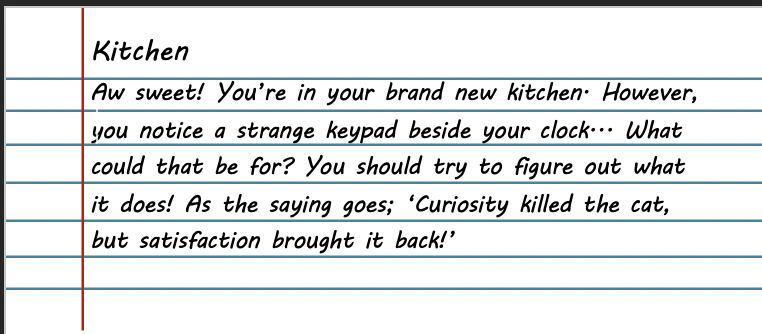 Kitchen
Aw sweet! You're in your brand new kitchen. However,
you notice a strange keypad beside your clock... What
could that be for? You should try to figure out what
it does! As the saying goes; 'Curiosity killed the cat,
but satisfaction brought it back!'